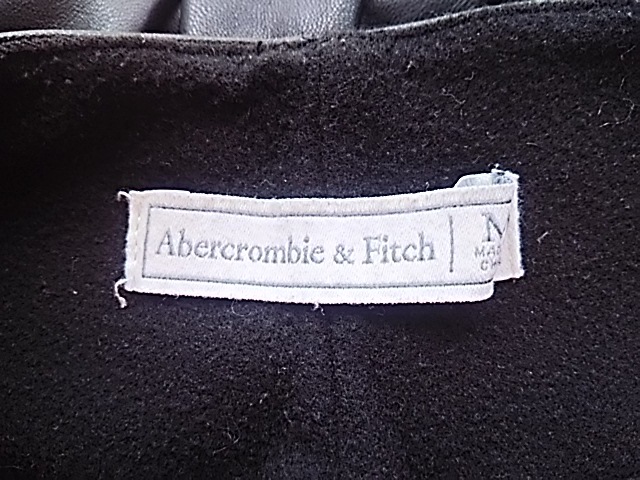 Abercrombie & Fitch | M